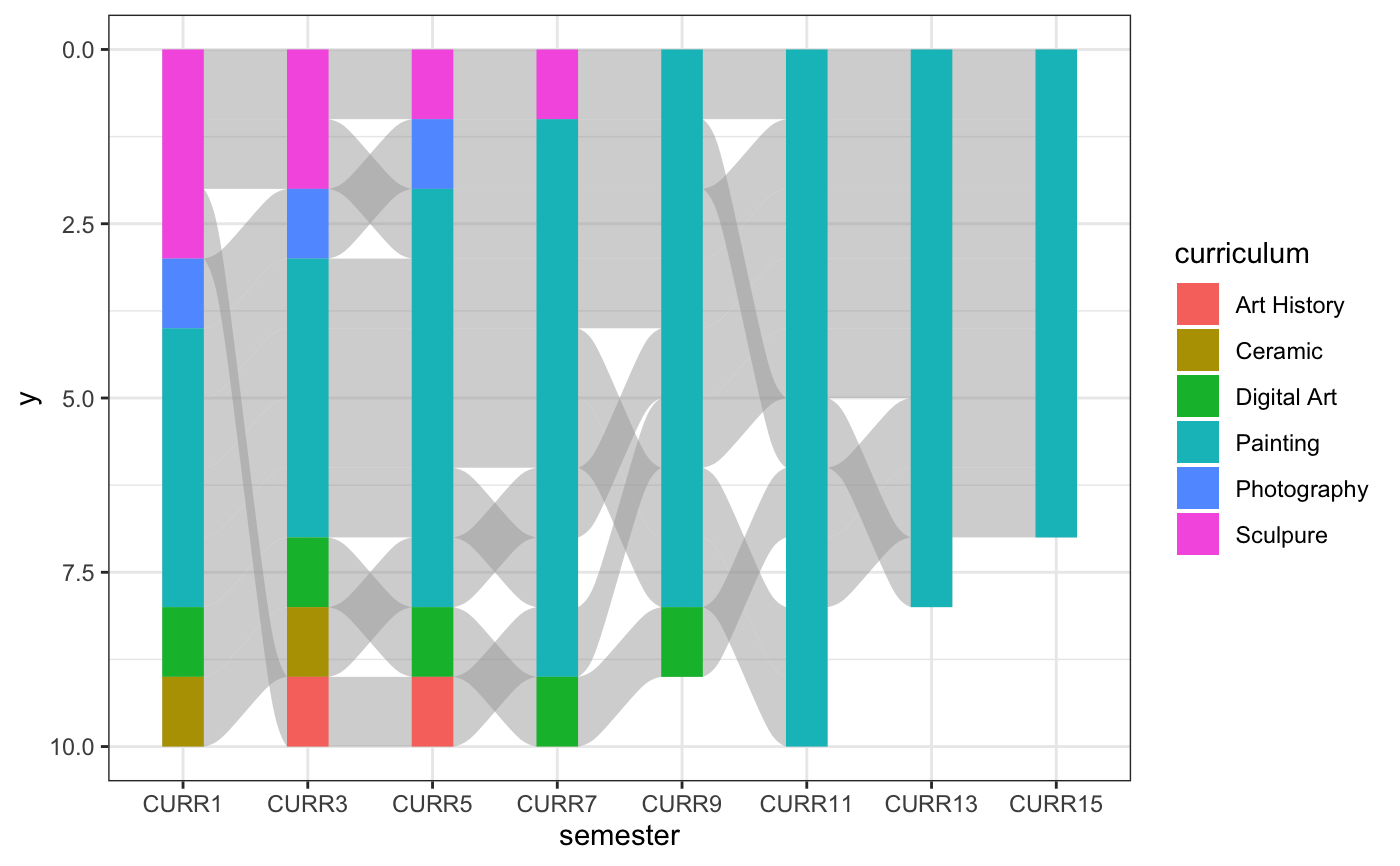 0.0
2.5
5.0
7.5
10.0
y
CURR1 CURR3 CURR5 CURR7 CURR9 CURR11 CURR13 CURR15
semester
curriculum
Art History
Ceramic
Digital Art
Painting
Photography
Sculpure